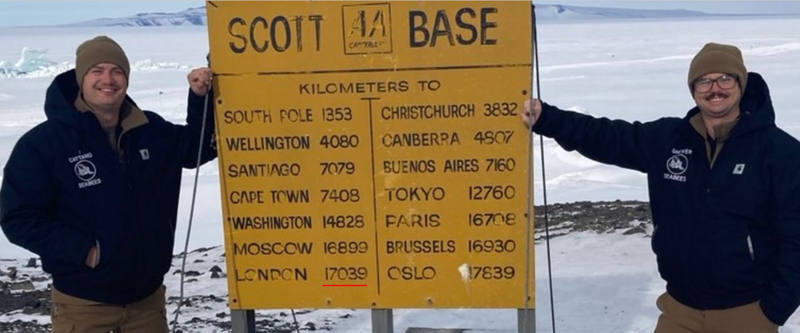 SCOTT AA BASE
KILOMETERS TO
SOUTH POLE 1353
WELLINGTON 4080
SANTIAGO 7079
CAPE TOWN 7408
WASHINGTON 14828
MOSCOW 16899
LONDON 17039
CHRISTCHURCH 3832
CANBERRA 4807
BUENOS AIRES 7160
TOKYO 12760
PARIS 16708
BRUSSELS 16930
OSLO 17839
SEABEES
SEABEES